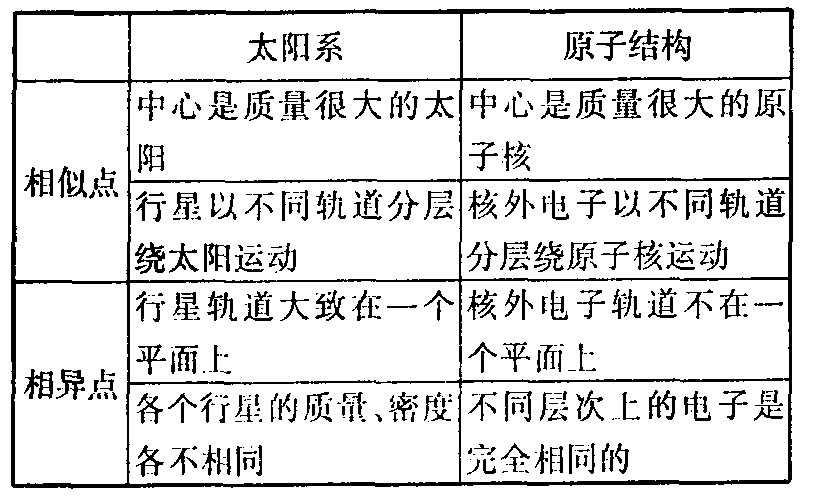 太阳系
原子结构
相似点
中心是质量很大的太
阳
中心是质量很大的原
子核
行星以不同轨道分层
绕太阳运动
核外电子以不同轨道
分层绕原子核运动
相异点
行星轨道大致在一个
平面上
核外电子轨道不在一
个平面上
各个行星的质量、密度
各不相同
不同层次上的电子是
完全相同的